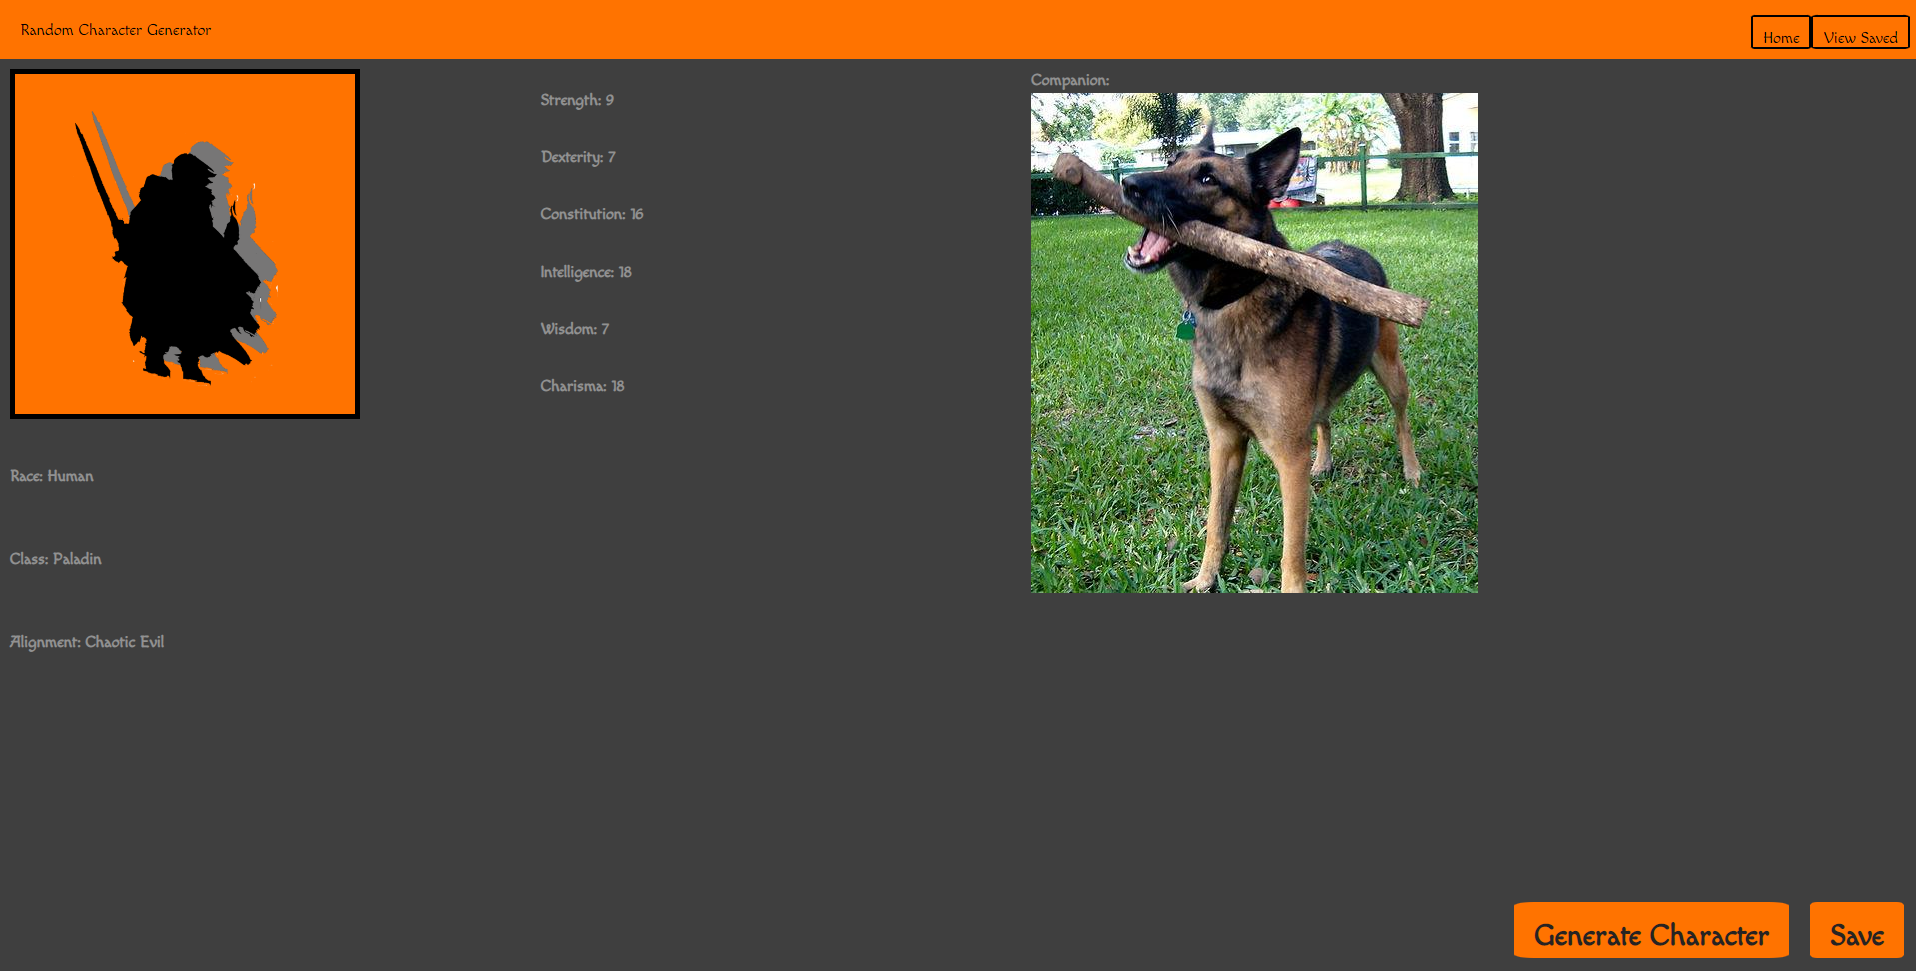 Random Character Generator
Home
View Saved
Strength: 9
Dexterity: 7
Constitution: 16
Intelligence: 18
Wisdom: 7
Charisma: 18
Race: Human
Class: Paladin
Alignment: Chaotic Evil
Companion:
Generate Character
Save